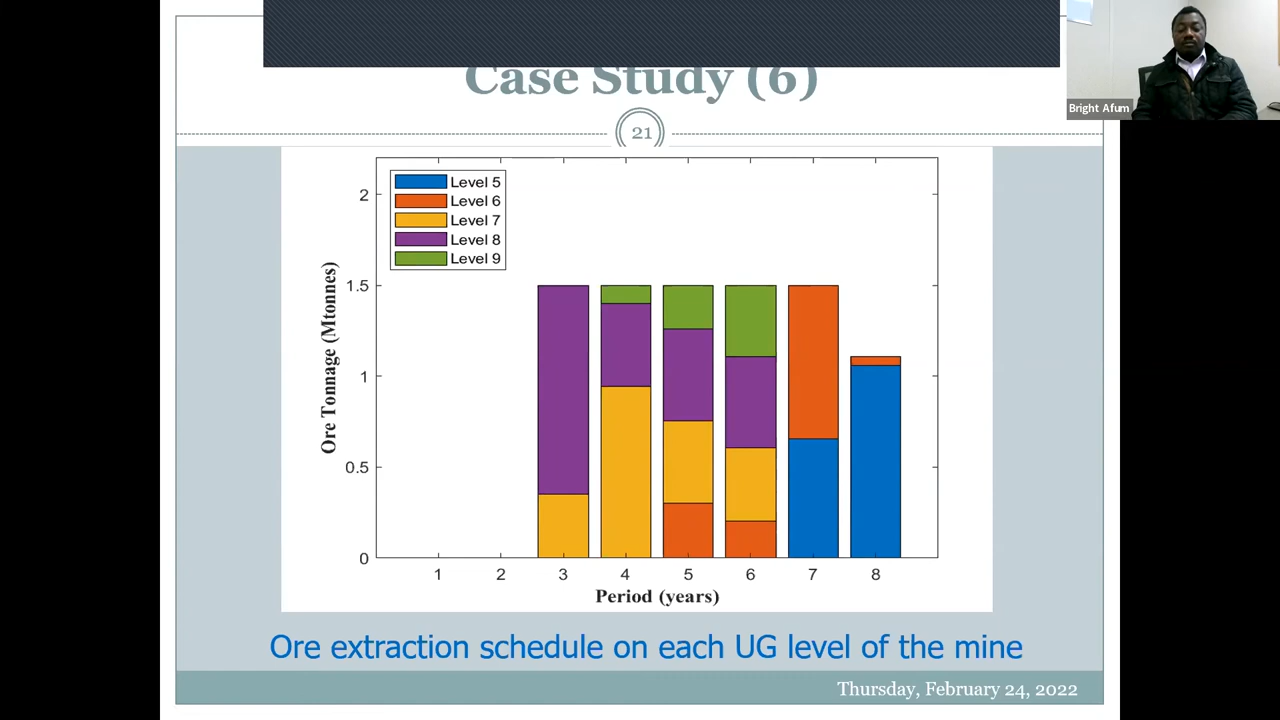 Case Study (6)
21
Bright Afum
Level 5
Level 6
Level 7
Level 8
Level 9
2
1.5
1
0.5
0
Ore Tonnage (Mtonnes)
1 2 3 4 5 6 7 8
Period (years)
Ore extraction schedule on each UG level of the mine
Thursday, February 24, 2022